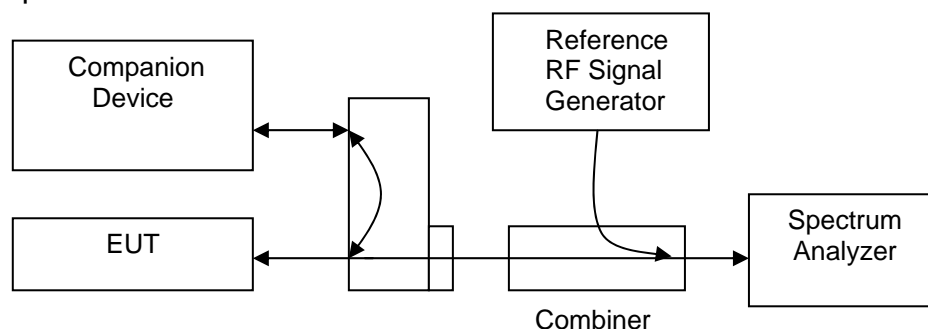 Companion
Device
Reference
RF Signal
Generator
EUT
Spectrum
Analyzer
Combiner